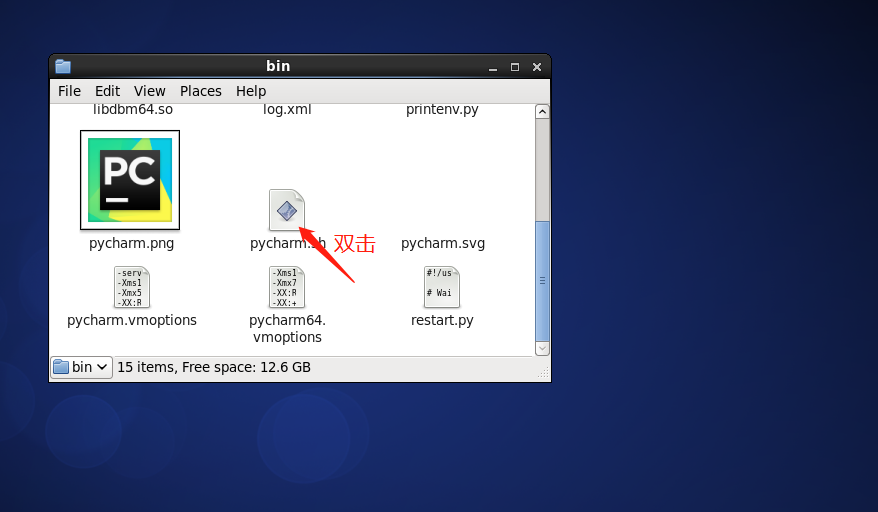 bin
File Edit View Places Help
libdbm64.so log.xml printenv.py
PC
pycharm.png pycharm.sh 双击 pycharm.svg
-serv
-Xms1
-Xmx5
-XX:R
-Xms1
-Xmx7
-XX:R
-XX:+
#!/us
# Wai
pycharm.vmoptions pycharm64. restart.py
vmoptions
bin 15 items, Free space: 12.6 GB